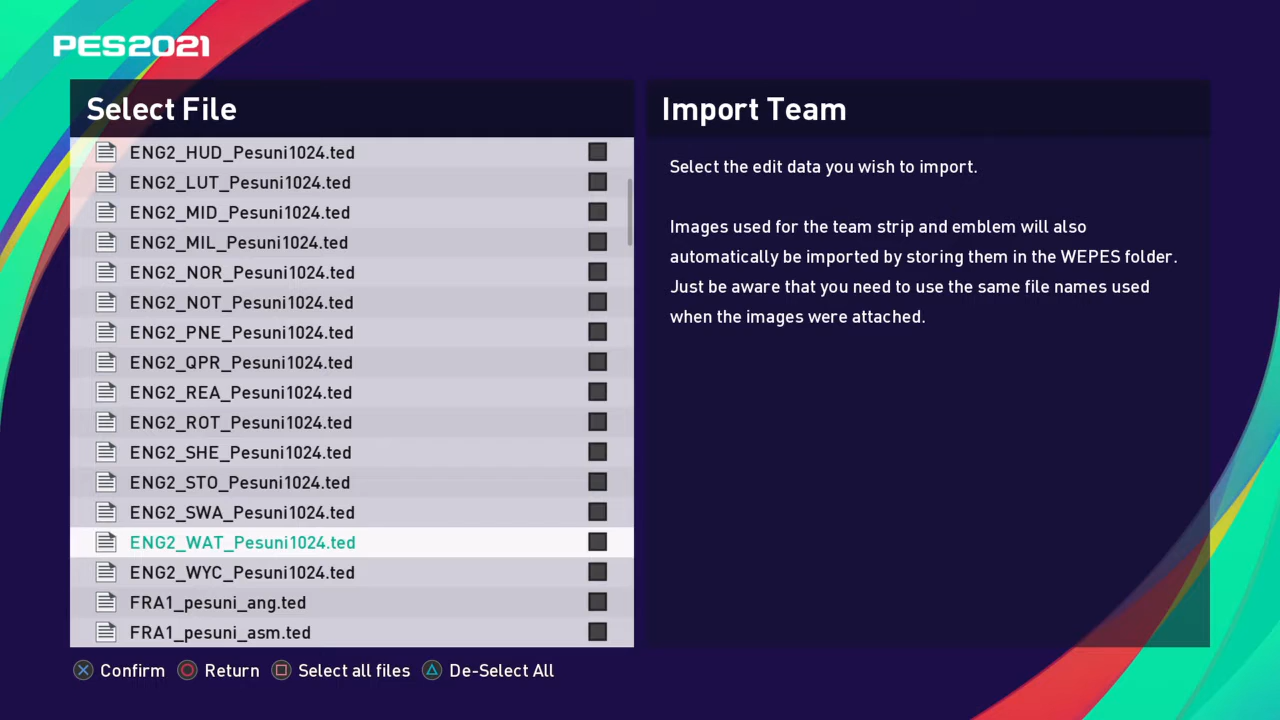 PES2021
Select File
ENG2_HUD_Pesuni1024.ted
ENG2_LUT_Pesuni1024.ted
ENG2_MID_Pesuni1024.ted
ENG2_MIL_Pesuni1024.ted
ENG2_NOR_Pesuni1024.ted
ENG2_NOT_Pesuni1024.ted
ENG2_PNE_Pesuni1024.ted
ENG2_QPR_Pesuni1024.ted
ENG2_REA_Pesuni1024.ted
ENG2_ROT_Pesuni1024.ted
ENG2_SHE_Pesuni1024.ted
ENG2_STO_Pesuni1024.ted
ENG2_SWA_Pesuni1024.ted
ENG2_WAT_Pesuni1024.ted
ENG2_WYC_Pesuni1024.ted
FRA1_pesuni_ang.ted
FRA1_pesuni_asm.ted
Import Team
Select the edit data you wish to import.
Images used for the team strip and emblem will also
automatically be imported by storing them in the WEPES folder.
Just be aware that you need to use the same file names used
when the images were attached.
Confirm Return Select all files De-Select All